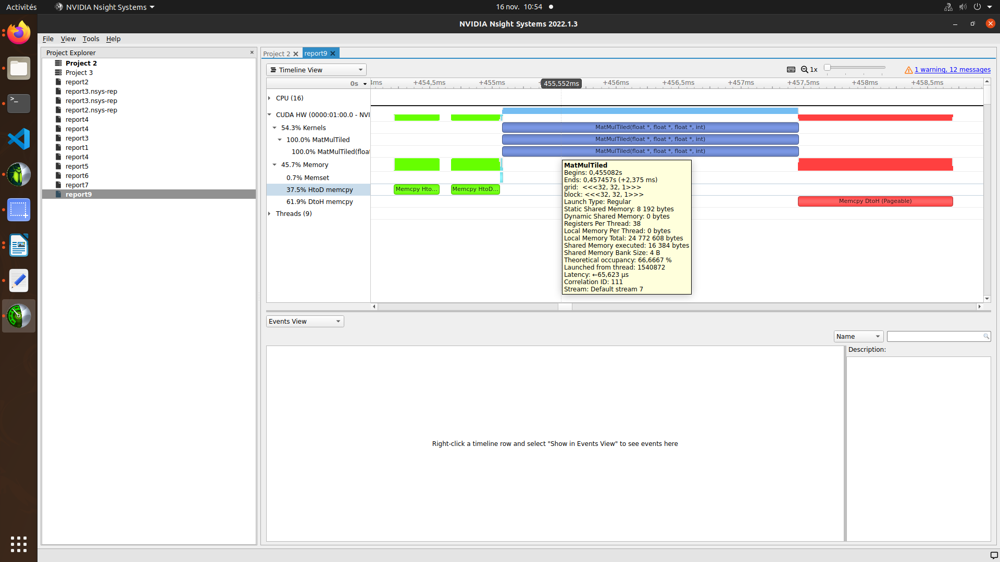 Activités
NVIDIA Nsight Systems
16 nov. 10:54
NVIDIA Nsight Systems 2022.1.3
File View Tools Help
Project Explorer
Project 2
Project 3
report2
report3.nsys-rep
report3.nsys-rep
report2.nsys-rep
report4
report4
report3
report1
report4
report5
report6
report7
report9
Project 2
report9
Timeline View
1x
1 warning, 12 messages
0s
+454,5ms +455ms 455,552ms +456ms +456,5ms +457ms +457,5ms +458ms +458,5ms
CPU (16)
CUDA HW (0000:01:00.0 - NVI
54.3% Kernels
MatMulTiled(float *, float *, float *, int)
100.0% MatMulTiled
MatMulTiled(float *, float *, float *, int)
100.0% MatMulTiled(float
MatMulTiled(float *, float *, float *, int)
45.7% Memory
0.7% Memset
37.5% HtoD memcpy
Memcpy Hto...
Memcpy HtoD...
61.9% DtoH memcpy
Memcpy DtoH (Pageable)
Threads (9)
MatMulTiled
Begins: 0,455082s
Ends: 0,457457s (+2,375 ms)
grid: <<<32, 32, 1>>>
block: <<<32, 32, 1>>>
Launch Type: Regular
Static Shared Memory: 8 192 bytes
Dynamic Shared Memory: 0 bytes
Registers Per Thread: 38
Local Memory Per Thread: 0 bytes
Local Memory Total: 24 772 608 bytes
Shared Memory executed: 16 384 bytes
Shared Memory Bank Size: 4 B
Theoretical occupancy: 66,6667 %
Launched from thread: 1540872
Latency: ←65,623 μs
Correlation ID: 111
Stream: Default stream 7
Events View
Name
Description:
Right-click a timeline row and select "Show in Events View" to see events here